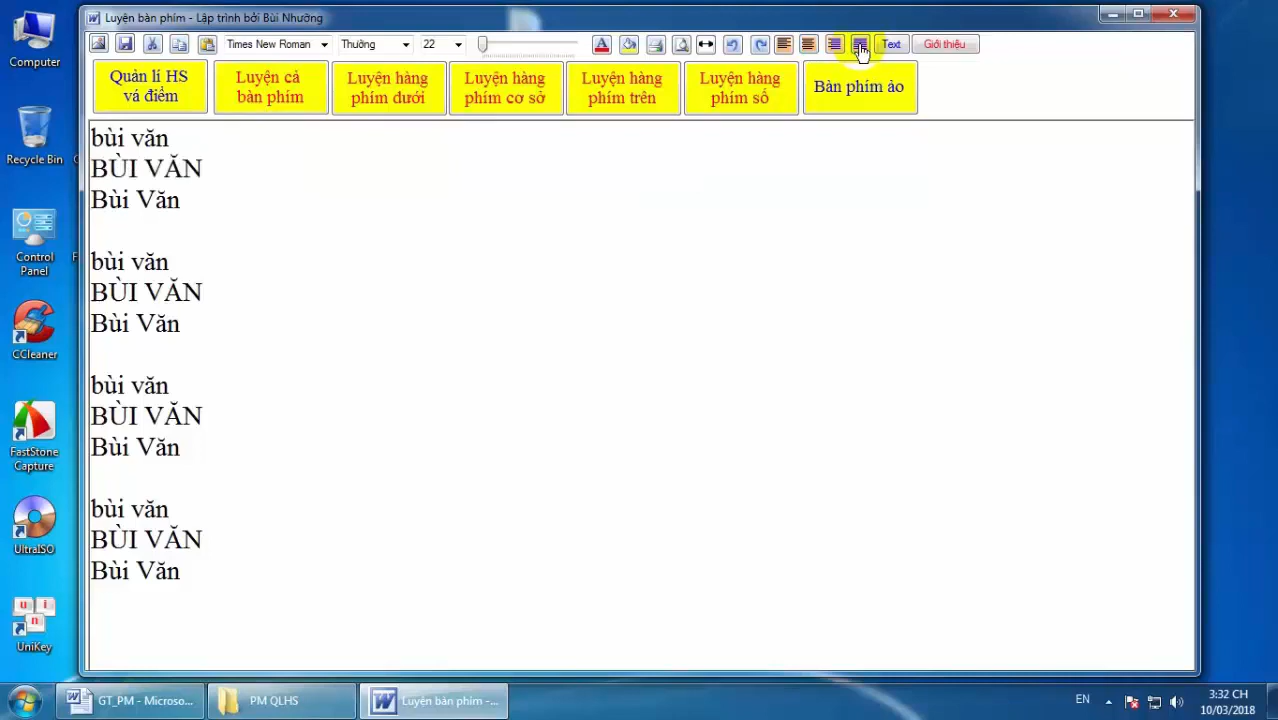 Computer
Recycle Bin
Control
Panel
CCleaner
FastStone
Capture
UltraISO
UniKey
Luyện bàn phím - Lập trình bởi Bùi Nhường
Times New Roman
Thường
22
Text
Giới thiệu
Quản lí HS
và điểm
Luyện cả
bàn phím
Luyện hàng
phím dưới
Luyện hàng
phím cơ sở
Luyện hàng
phím trên
Luyện hàng
phím số
Bàn phím ảo
bùi văn
BÙI VĂN
Bùi Văn
bùi văn
BÙI VĂN
Bùi Văn
bùi văn
BÙI VĂN
Bùi Văn
bùi văn
BÙI VĂN
Bùi Văn
GT_PM - Microso...
PM QLHS
Luyện bàn phím -...
EN
3:32 CH
10/03/2018